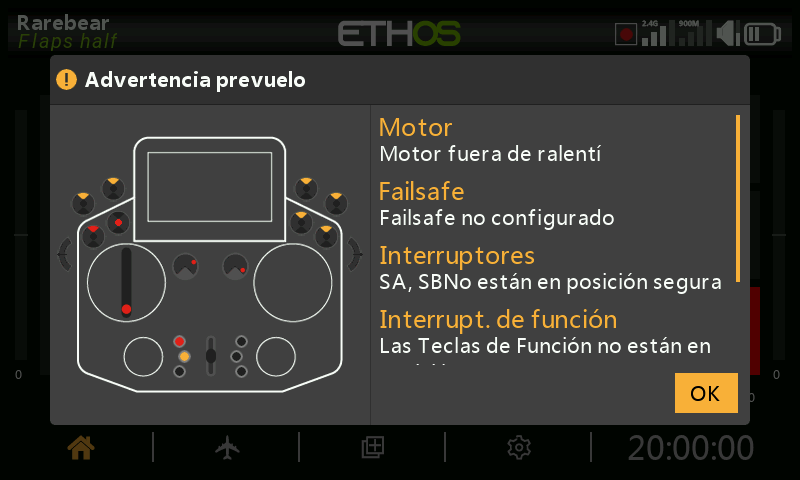 Rarebear
Flaps half
ETHOS
2.4G
900M
Advertencia prevuelo
Motor
Motor fuera de ralentí
Failsafe
Failsafe no configurado
Interruptores
SA, SBNo están en posición segura
Interrupt. de función
Las Teclas de Función no están en
OK
0
0
20:00:00